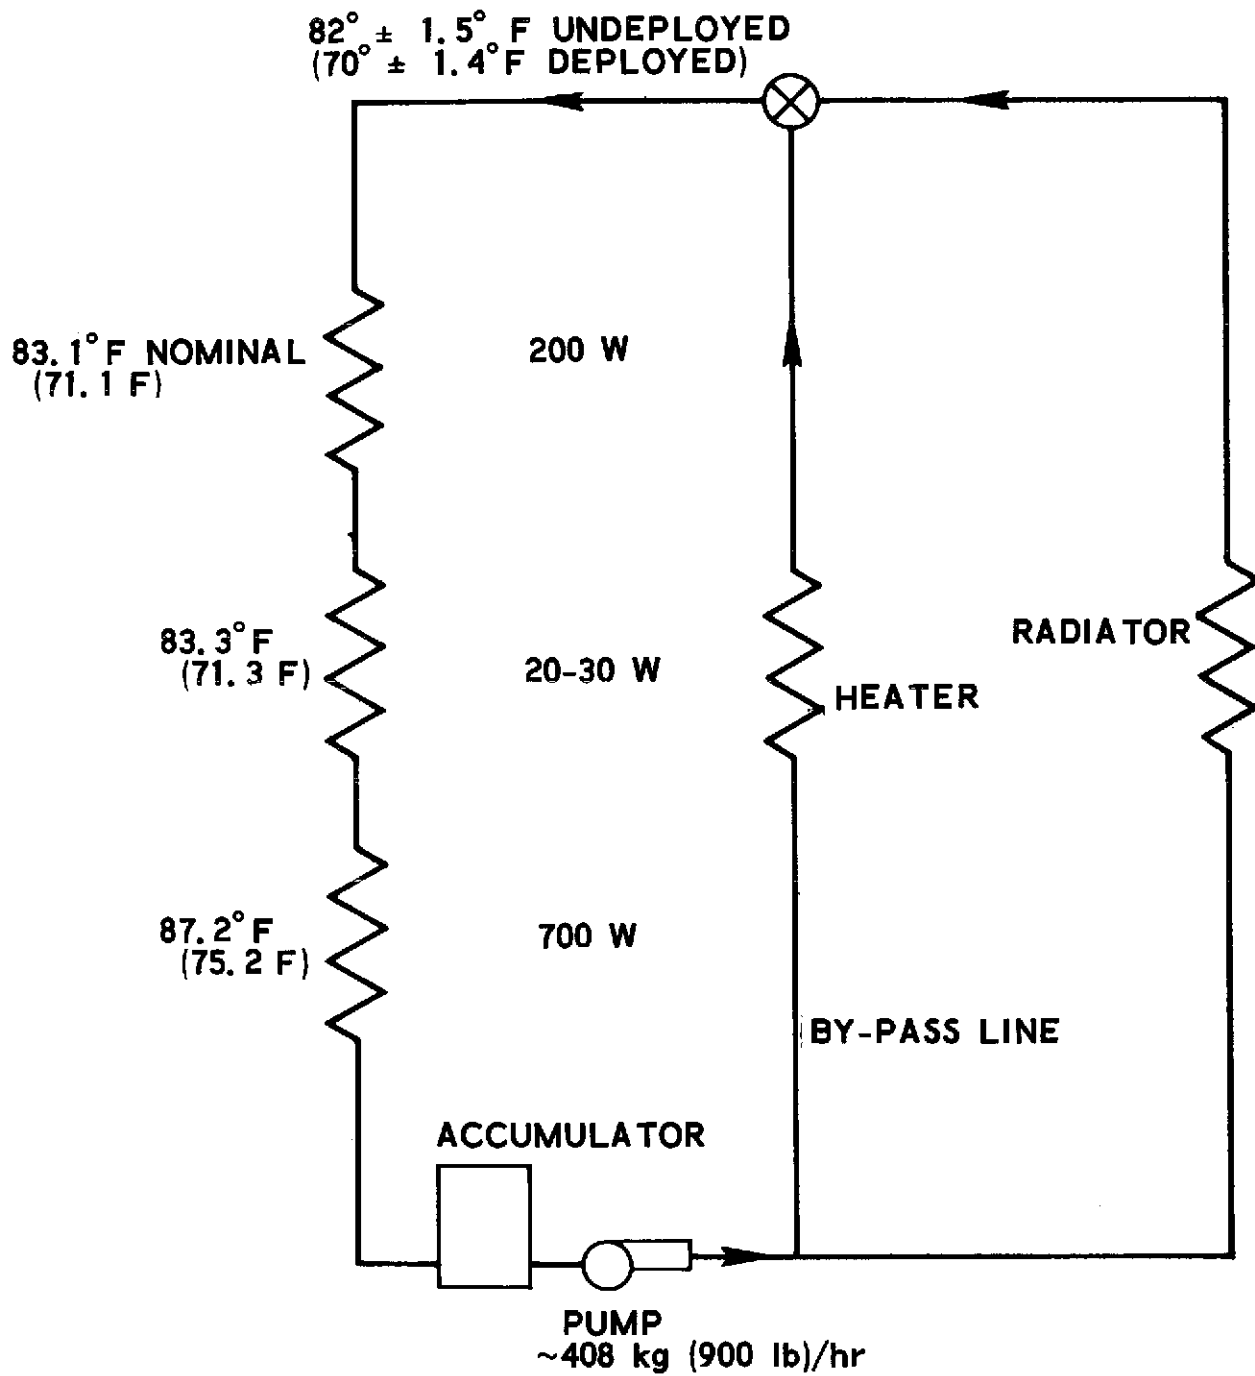 82° ± 1.5° F UNDEPLOYED
(70° ± 1.4°F DEPLOYED)
83.1°F NOMINAL
(71.1 F)
200 W
83.3°F
(71.3 F)
20-30 W
HEATER
RADIATOR
87.2°F
(75.2 F)
700 W
BY-PASS LINE
ACCUMULATOR
PUMP
~408 kg (900 lb)/hr